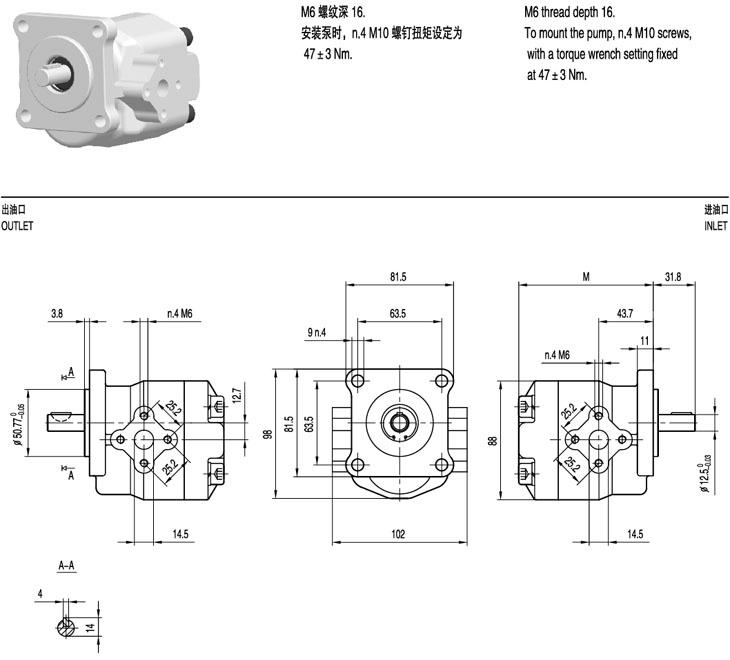 M6 螺纹深 16.
安装泵时，n.4 M10 螺钉扭矩设定为
47 ± 3 Nm.
M6 thread depth 16.
To mount the pump, n.4 M10 screws,
with a torque wrench setting fixed
at 47 ± 3 Nm.
出油口
OUTLET
进油口
INLET
3.8
n.4 M6
A
A
ø 50.77 0 -0.05
25.2
25.2
12.7
14.5
81.5
63.5
9 n.4
98
81.5
63.5
102
M
31.8
43.7
11
n.4 M6
25.2
25.2
88
ø 12.5 0 -0.03
14.5
A-A
4
14